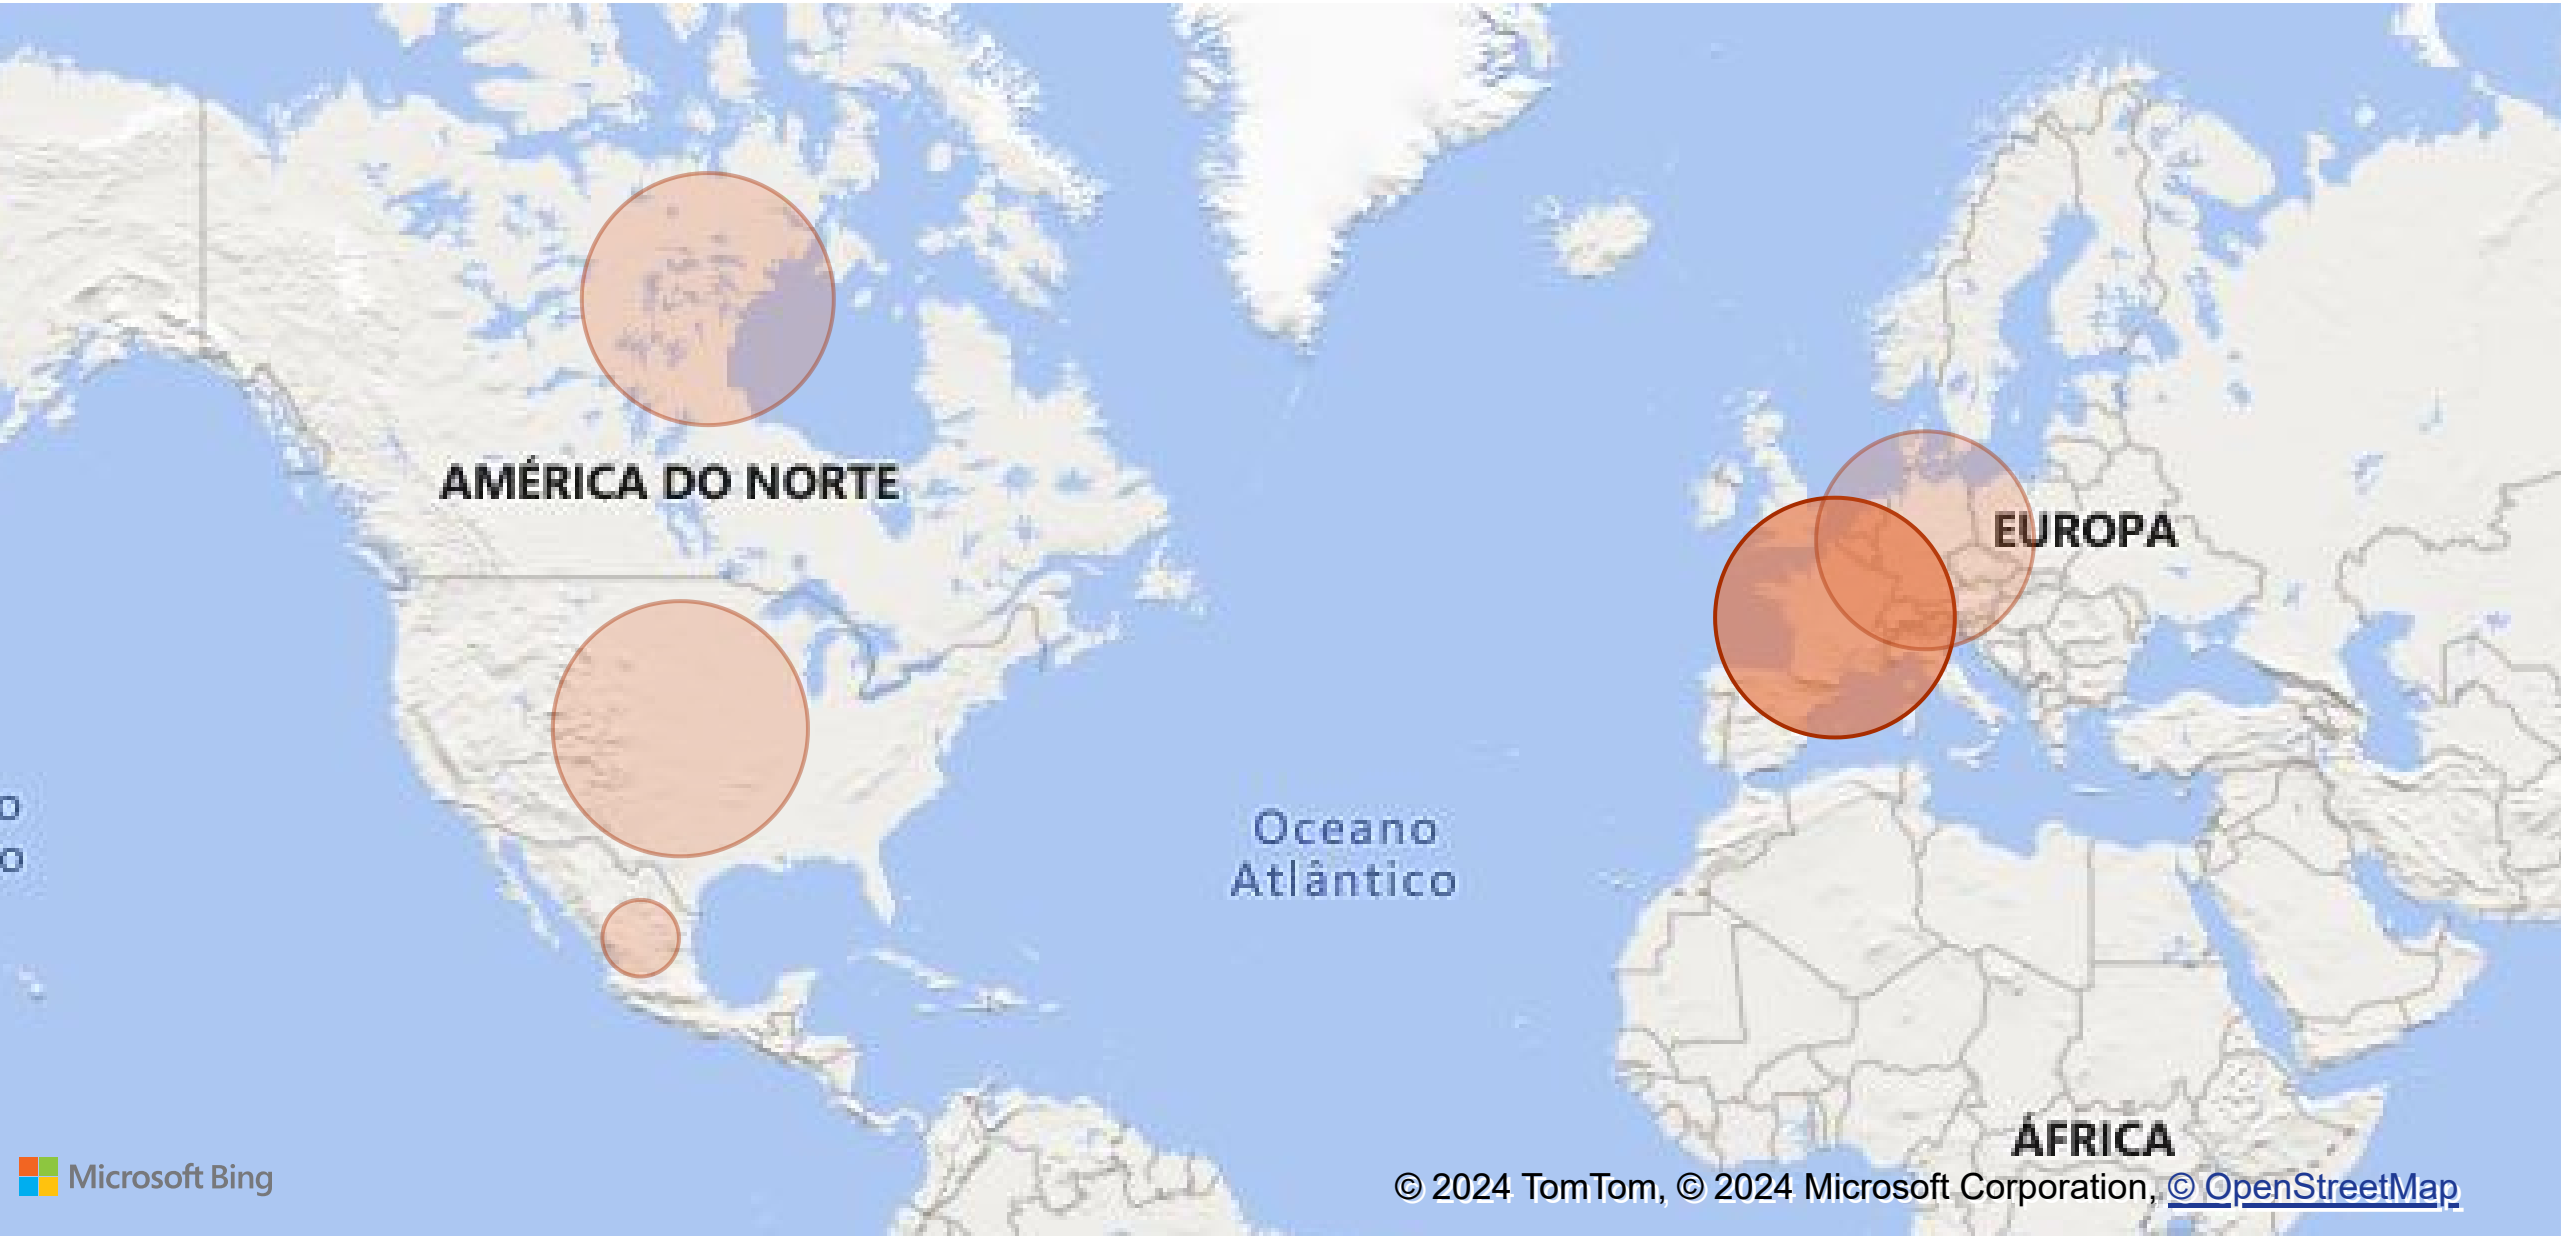 AMÉRICA DO NORTE
EUROPA
Oceano
Atlântico
ÁFRICA
Microsoft Bing
© 2024 TomTom, © 2024 Microsoft Corporation, © OpenStreetMap